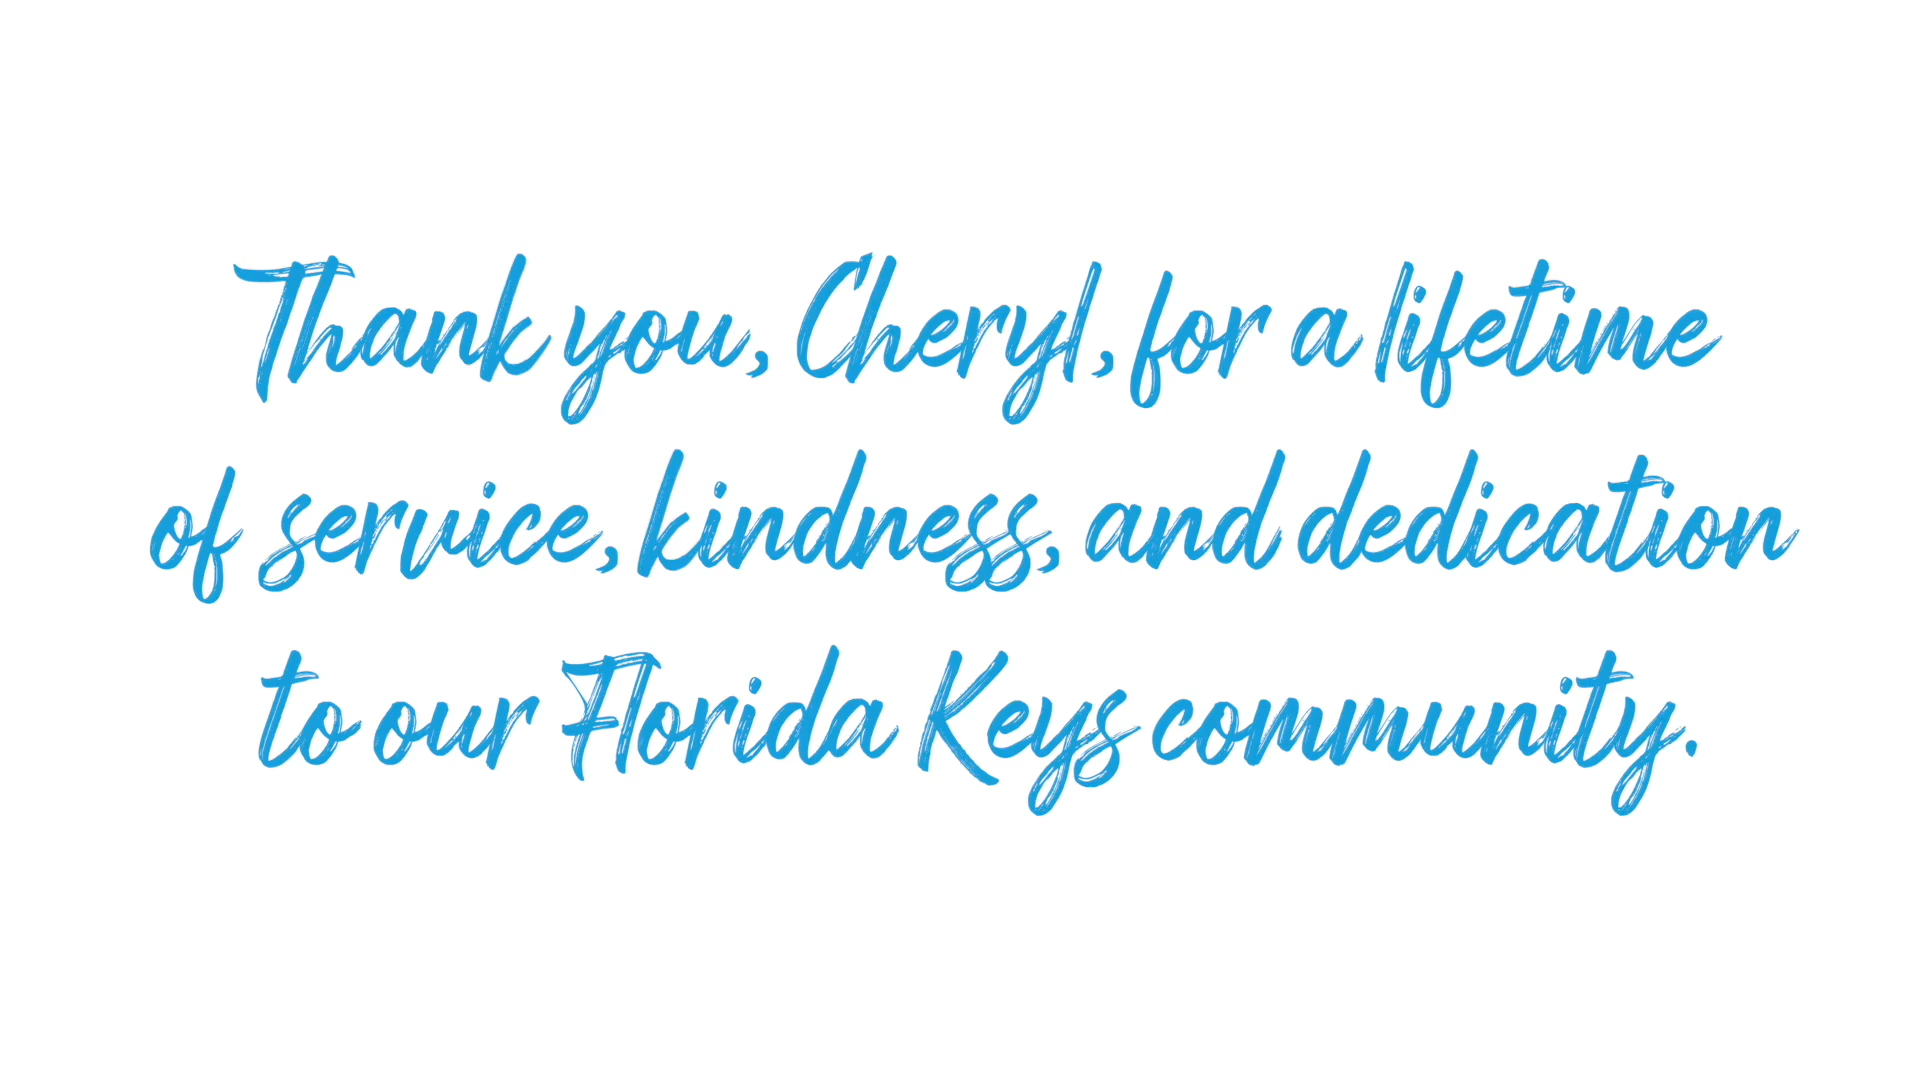 Thank you, Cheryl, for a lifetime
of service, kindness, and dedication
to our Florida Keys community.